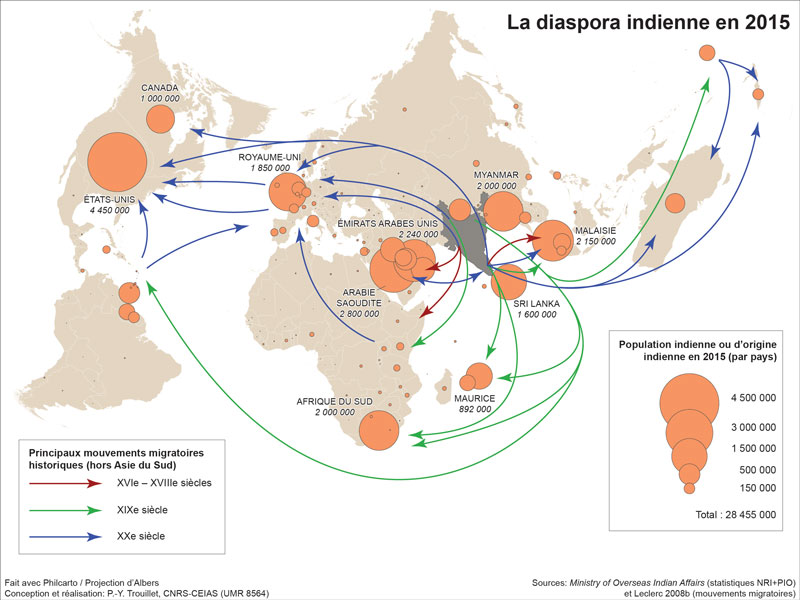 La diaspora indienne en 2015
CANADA
1 000 000
ÉTATS-UNIS
4 450 000
ROYAUME-UNI
1 850 000
ÉMIRATS ARABES UNIS
2 240 000
ARABIE
SAOUDITE
2 800 000
MYANMAR
2 000 000
MALAISIE
2 150 000
SRI LANKA
1 600 000
AFRIQUE DU SUD
2 000 000
MAURICE
892 000
Principaux mouvements migratoires
historiques (hors Asie du Sud)
XVIe – XVIIIe siècles
XIXe siècle
XXe siècle
Population indienne ou d'origine
indienne en 2015 (par pays)
4 500 000
3 000 000
1 500 000
500 000
150 000
Total : 28 455 000
Fait avec Philcarto / Projection d'Albers
Conception et réalisation: P.-Y. Trouillet, CNRS-CEIAS (UMR 8564)
Sources: Ministry of Overseas Indian Affairs (statistiques NRI+PIO)
et Leclerc 2008b (mouvements migratoires)